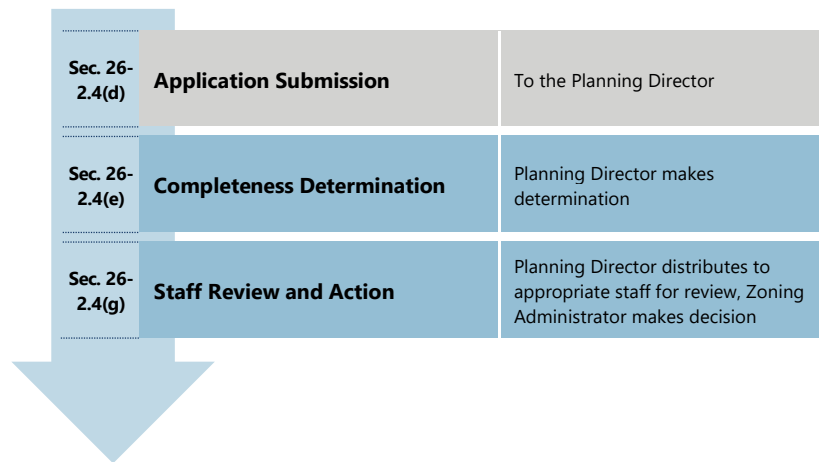 Sec. 26-
2.4(d)
Application Submission
To the Planning Director
Sec. 26-
2.4(e)
Completeness Determination
Planning Director makes
determination
Sec. 26-
2.4(g)
Staff Review and Action
Planning Director distributes to
appropriate staff for review, Zoning
Administrator makes decision